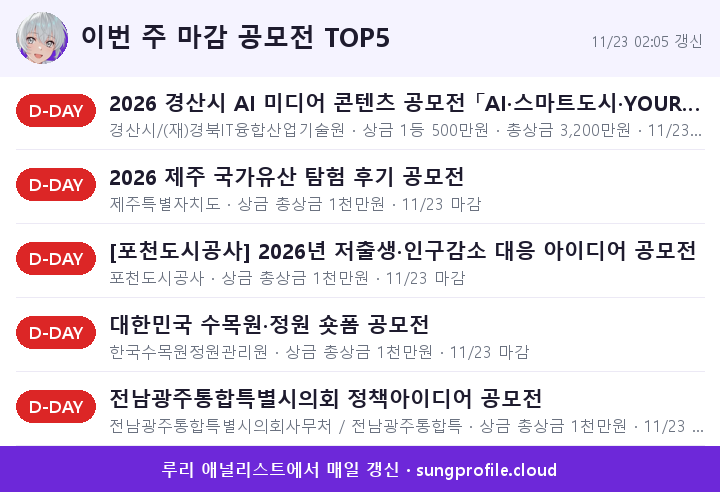 이번 주 마감 공모전 TOP5
11/23 02:05 갱신
D-DAY
2026 경산시 AI 미디어 콘텐츠 공모전 「AI·스마트도시·YOUR...
경산시/(재)경북IT융합산업기술원 · 상금 1등 500만원 · 총상금 3,200만원 · 11/23...
D-DAY
2026 제주 국가유산 탐험 후기 공모전
제주특별자치도 · 상금 총상금 1천만원 · 11/23 마감
D-DAY
[포천도시공사] 2026년 저출생·인구감소 대응 아이디어 공모전
포천도시공사 · 상금 총상금 1천만원 · 11/23 마감
D-DAY
대한민국 수목원·정원 숏폼 공모전
한국수목원정원관리원 · 상금 총상금 1천만원 · 11/23 마감
D-DAY
전남광주통합특별시의회 정책아이디어 공모전
전남광주통합특별시의회사무처 / 전남광주통합특 · 상금 총상금 1천만원 · 11/23 ...
루리 애널리스트에서 매일 갱신 · sungprofile.cloud